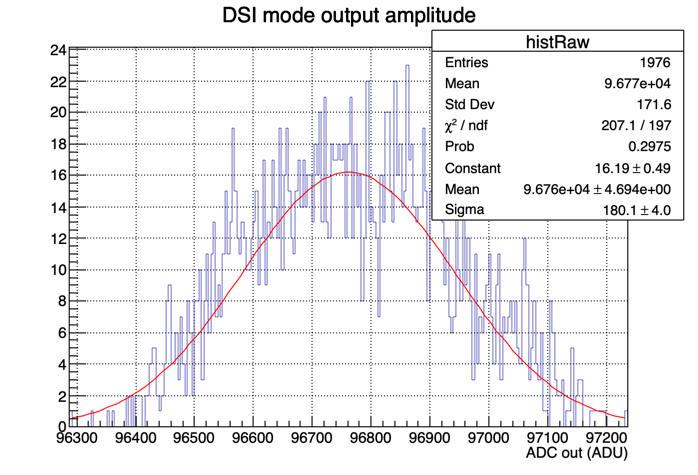 DSI mode output amplitude
histRaw
Entries 1976
Mean 9.677e+04
Std Dev 171.6
χ² / ndf 207.1 / 197
Prob 0.2975
Constant 16.19 ± 0.49
Mean 9.676e+04 ± 4.694e+00
Sigma 180.1 ± 4.0
24
22
20
18
16
14
12
10
8
6
4
2
0
96300 96400 96500 96600 96700 96800 96900 97000 97100 97200
ADC out (ADU)